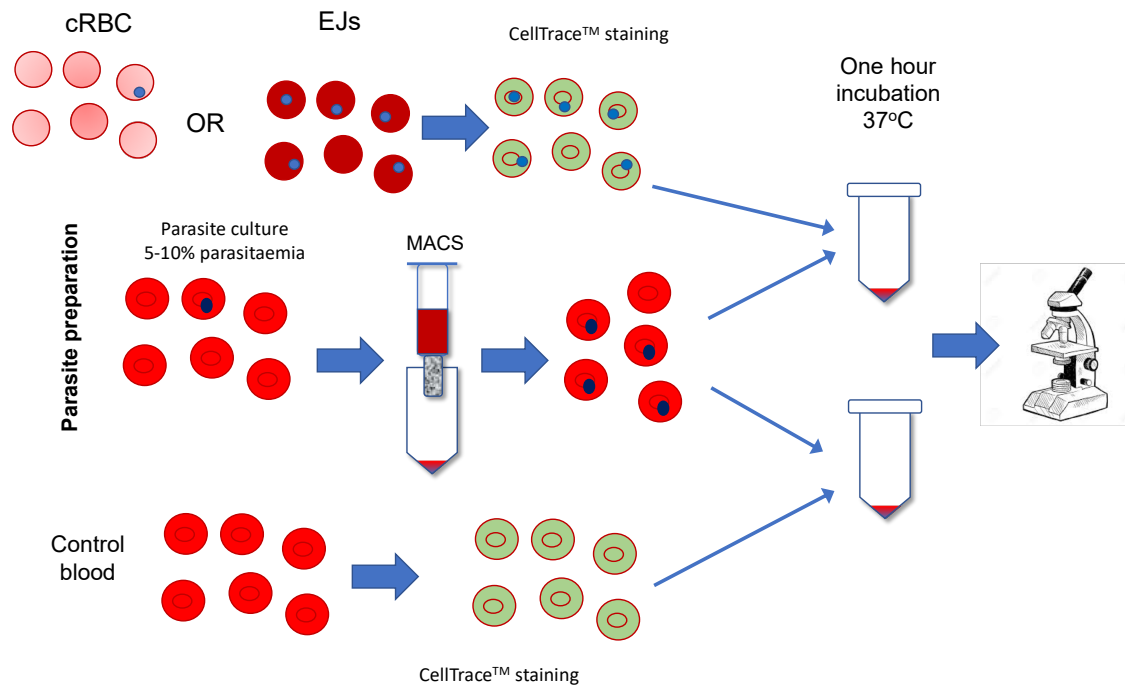 cRBC
EJs
CellTraceTM staining
OR
One hour
incubation
37oC
Parasite preparation
Parasite culture
5-10% parasitaemia
MACS
Control
blood
CellTraceTM staining